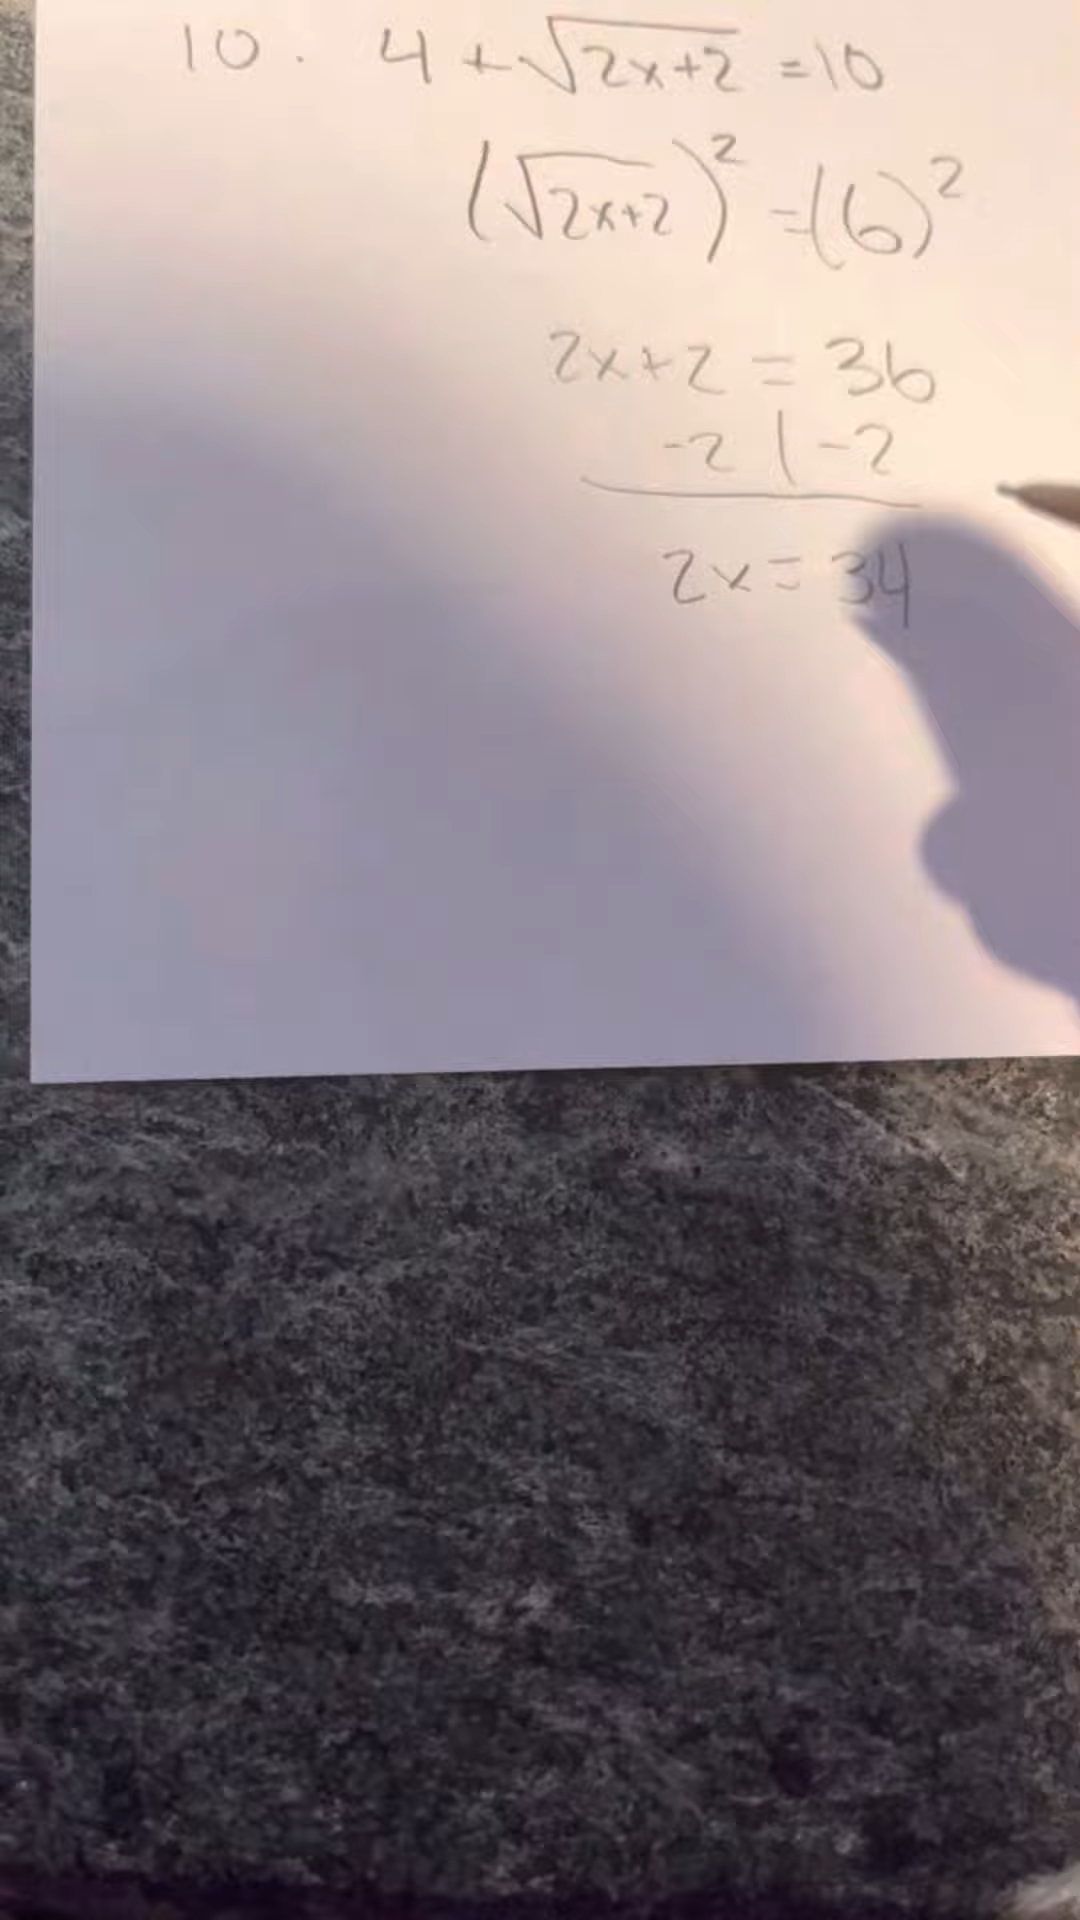 10. 4 + √2x+2 = 10
(√2x+2)² = (6)²
2x+2 = 36
-2 | -2
2x = 34